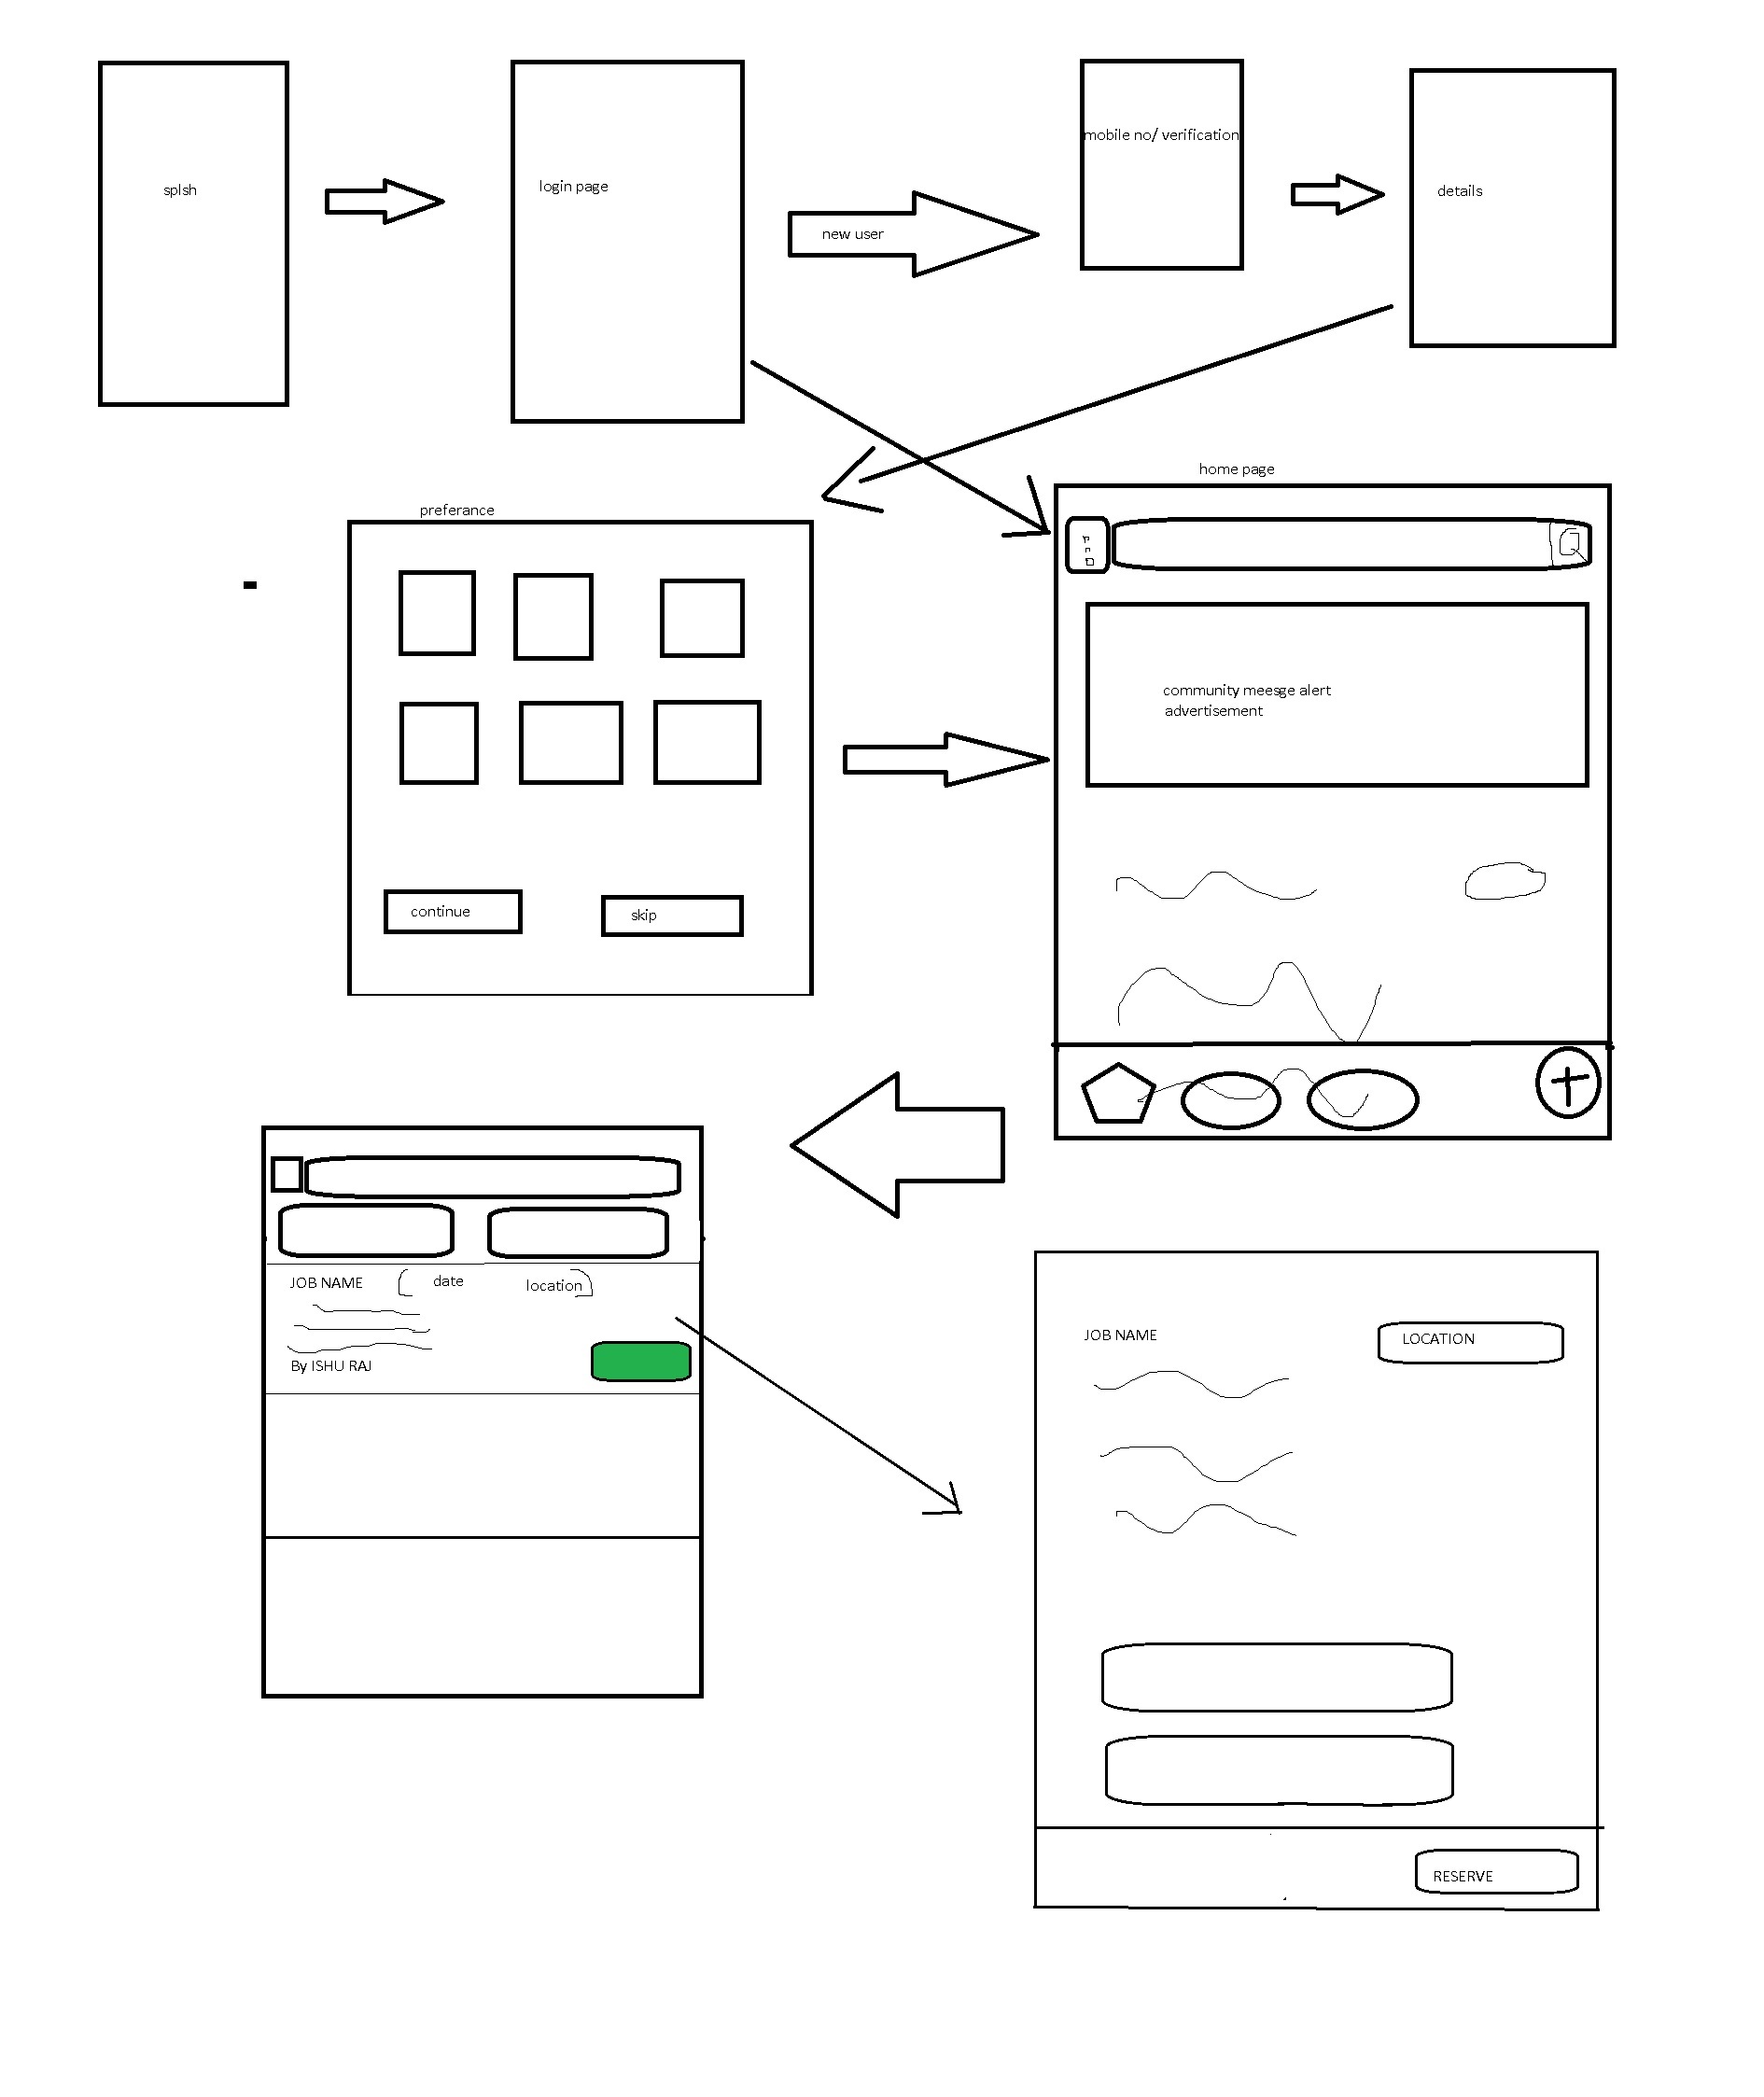 splsh
login page
new user
mobile no/ verification
details
preferance
continue
skip
home page
community meesge alert
advertisement
JOB NAME
date
location
By ISHU RAJ
JOB NAME
LOCATION
RESERVE